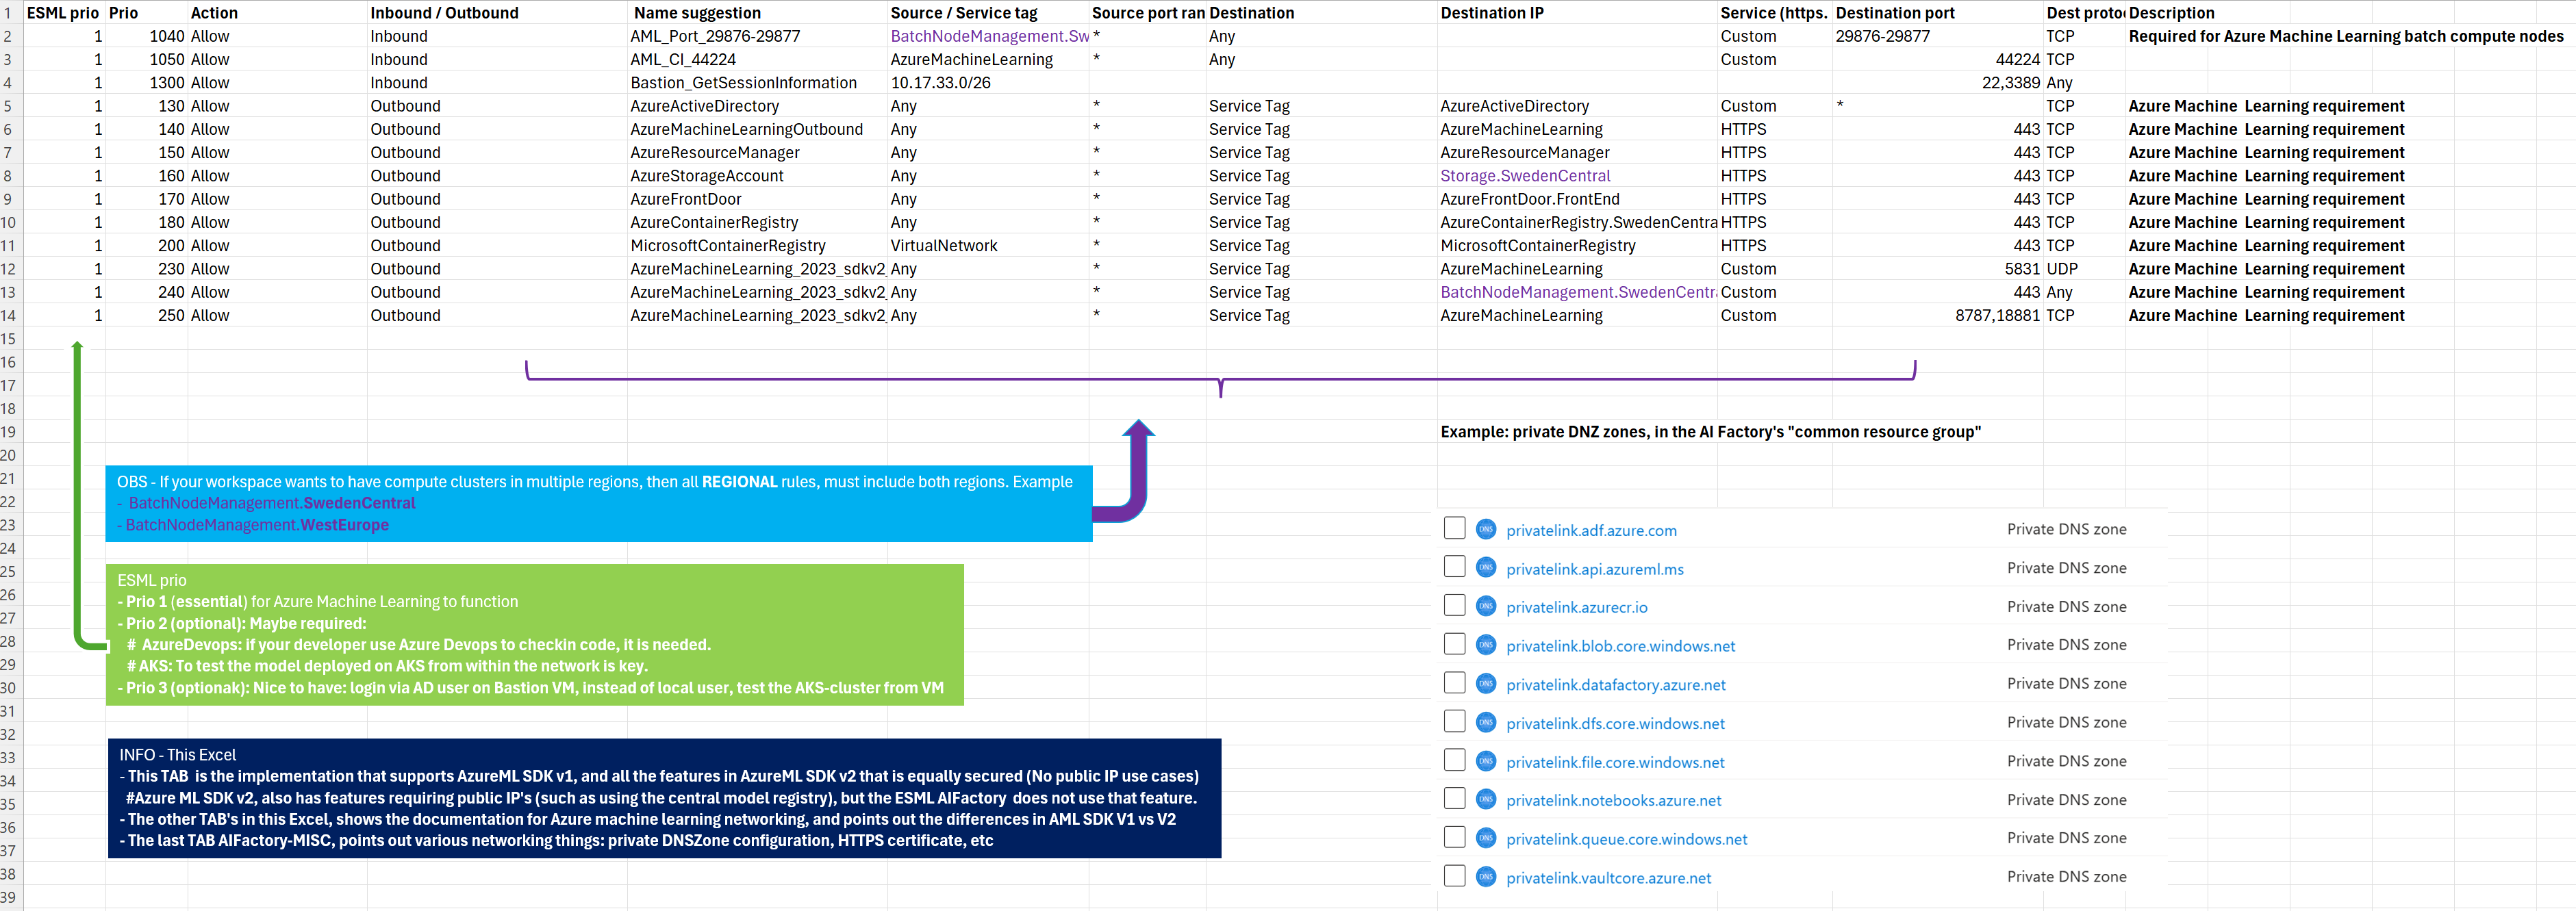 1 ESML prio Prio Action Inbound / Outbound Name suggestion Source / Service tag Source port ran Destination Destination IP Service (https. Destination port Dest proto Description
2 1 1040 Allow Inbound AML_Port_29876-29877 BatchNodeManagement.Sw * Any Custom 29876-29877 TCP Required for Azure Machine Learning batch compute nodes
3 1 1050 Allow Inbound AML_CI_44224 AzureMachineLearning * Any Custom 44224 TCP
4 1 1300 Allow Inbound Bastion_GetSessionInformation 10.17.33.0/26 22,3389 Any
5 1 130 Allow Outbound AzureActiveDirectory Any * Service Tag AzureActiveDirectory Custom * TCP Azure Machine Learning requirement
6 1 140 Allow Outbound AzureMachineLearningOutbound Any * Service Tag AzureMachineLearning HTTPS 443 TCP Azure Machine Learning requirement
7 1 150 Allow Outbound AzureResourceManager Any * Service Tag AzureResourceManager HTTPS 443 TCP Azure Machine Learning requirement
8 1 160 Allow Outbound AzureStorageAccount Any * Service Tag Storage.SwedenCentral HTTPS 443 TCP Azure Machine Learning requirement
9 1 170 Allow Outbound AzureFrontDoor Any * Service Tag AzureFrontDoor.FrontEnd HTTPS 443 TCP Azure Machine Learning requirement
10 1 180 Allow Outbound AzureContainerRegistry Any * Service Tag AzureContainerRegistry.SwedenCentra HTTPS 443 TCP Azure Machine Learning requirement
11 1 200 Allow Outbound MicrosoftContainerRegistry VirtualNetwork * Service Tag MicrosoftContainerRegistry HTTPS 443 TCP Azure Machine Learning requirement
12 1 230 Allow Outbound AzureMachineLearning_2023_sdkv2_ Any * Service Tag AzureMachineLearning Custom 5831 UDP Azure Machine Learning requirement
13 1 240 Allow Outbound AzureMachineLearning_2023_sdkv2_ Any * Service Tag BatchNodeManagement.SwedenCentr Custom 443 Any Azure Machine Learning requirement
14 1 250 Allow Outbound AzureMachineLearning_2023_sdkv2_ Any * Service Tag AzureMachineLearning Custom 8787,18881 TCP Azure Machine Learning requirement
15
16
17
18
19 Example: private DNZ zones, in the AI Factory's "common resource group"
20
21
22
23
24
25
26
27
28
29
30
31
32
33
34
35
36
37
38
39
OBS - If your workspace wants to have compute clusters in multiple regions, then all REGIONAL rules, must include both regions. Example
- BatchNodeManagement.SwedenCentral
- BatchNodeManagement.WestEurope
ESML prio
- Prio 1 (essential) for Azure Machine Learning to function
- Prio 2 (optional): Maybe required:
# AzureDevops: if your developer use Azure Devops to checkin code, it is needed.
# AKS: To test the model deployed on AKS from within the network is key.
- Prio 3 (optionak): Nice to have: login via AD user on Bastion VM, instead of local user, test the AKS-cluster from VM
INFO - This Excel
- This TAB is the implementation that supports AzureML SDK v1, and all the features in AzureML SDK v2 that is equally secured (No public IP use cases)
#Azure ML SDK v2, also has features requiring public IP's (such as using the central model registry), but the ESML AIFactory does not use that feature.
- The other TAB's in this Excel, shows the documentation for Azure machine learning networking, and points out the differences in AML SDK V1 vs V2
- The last TAB AIFactory-MISC, points out various networking things: private DNSZone configuration, HTTPS certificate, etc
DNS privatelink.adf.azure.com Private DNS zone
DNS privatelink.api.azureml.ms Private DNS zone
DNS privatelink.azurecr.io Private DNS zone
DNS privatelink.blob.core.windows.net Private DNS zone
DNS privatelink.datafactory.azure.net Private DNS zone
DNS privatelink.dfs.core.windows.net Private DNS zone
DNS privatelink.file.core.windows.net Private DNS zone
DNS privatelink.notebooks.azure.net Private DNS zone
DNS privatelink.queue.core.windows.net Private DNS zone
DNS privatelink.vaultcore.azure.net Private DNS zone